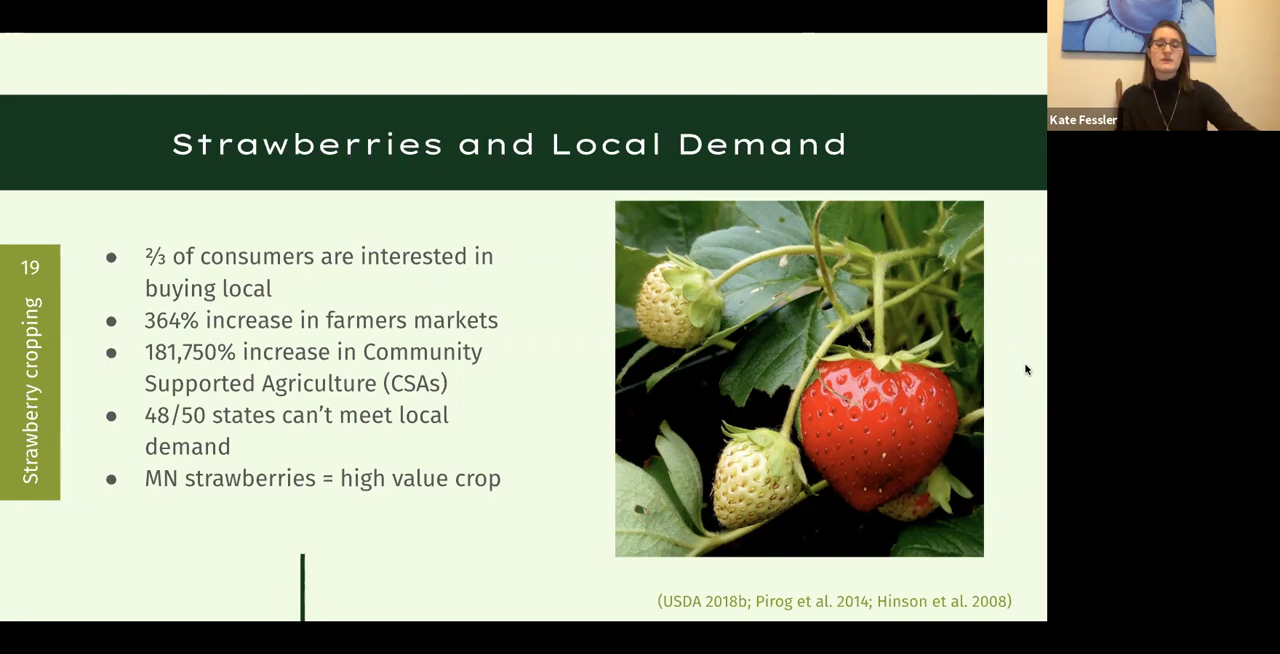 Strawberries and Local Demand
Kate Fessler
19
Strawberry cropping
● ⅔ of consumers are interested in
buying local
● 364% increase in farmers markets
● 181,750% increase in Community
Supported Agriculture (CSAs)
● 48/50 states can’t meet local
demand
● MN strawberries = high value crop
(USDA 2018b; Pirog et al. 2014; Hinson et al. 2008)